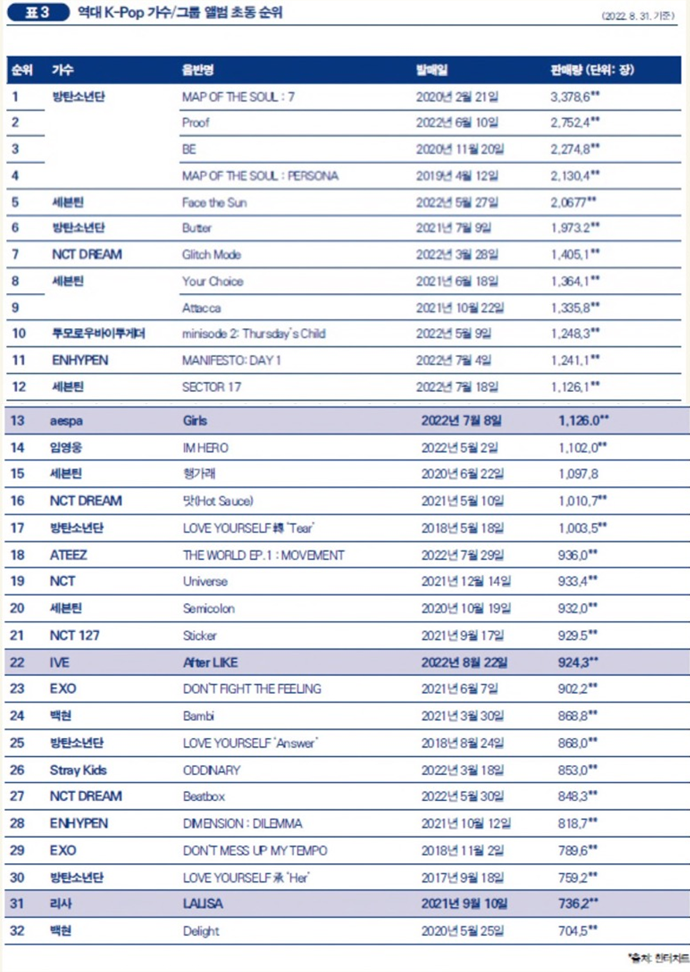 표 3 역대 K-Pop 가수/그룹 앨범 초동 순위 (2022. 8. 31. 기준)
순위 가수 음반명 발매일 판매량 (단위: 장)
1 방탄소년단 MAP OF THE SOUL : 7 2020년 2월 21일 3,378,6**
2 Proof 2022년 6월 10일 2,752,4**
3 BE 2020년 11월 20일 2,274,8**
4 MAP OF THE SOUL : PERSONA 2019년 4월 12일 2,130,4**
5 세븐틴 Face the Sun 2022년 5월 27일 2,0677**
6 방탄소년단 Butter 2021년 7월 9일 1,973.2**
7 NCT DREAM Glitch Mode 2022년 3월 28일 1,405,1**
8 세븐틴 Your Choice 2021년 6월 18일 1,364,1**
9 Attacca 2021년 10월 22일 1,335,8**
10 투모로우바이투게더 minisode 2: Thursday's Child 2022년 5월 9일 1,248,3**
11 ENHYPEN MANIFESTO: DAY 1 2022년 7월 4일 1,241,1**
12 세븐틴 SECTOR 17 2022년 7월 18일 1,126,1**
13 aespa Girls 2022년 7월 8일 1,126.0**
14 임영웅 IM HERO 2022년 5월 2일 1,102,0**
15 세븐틴 헹가래 2020년 6월 22일 1,097,8
16 NCT DREAM 맛(Hot Sauce) 2021년 5월 10일 1,010,7**
17 방탄소년단 LOVE YOURSELF 轉 'Tear' 2018년 5월 18일 1,003,5**
18 ATEEZ THE WORLD EP.1 : MOVEMENT 2022년 7월 29일 936,0**
19 NCT Universe 2021년 12월 14일 933,4**
20 세븐틴 Semicolon 2020년 10월 19일 932,0**
21 NCT 127 Sticker 2021년 9월 17일 929.5**
22 IVE After LIKE 2022년 8월 22일 924,3**
23 EXO DON'T FIGHT THE FEELING 2021년 6월 7일 902,2**
24 백현 Bambi 2021년 3월 30일 868,8**
25 방탄소년단 LOVE YOURSELF 'Answer' 2018년 8월 24일 868,0**
26 Stray Kids ODDINARY 2022년 3월 18일 853,0**
27 NCT DREAM Beatbox 2022년 5월 30일 848,3**
28 ENHYPEN DIMENSION : DILEMMA 2021년 10월 12일 818,7**
29 EXO DON'T MESS UP MY TEMPO 2018년 11월 2일 789,6**
30 방탄소년단 LOVE YOURSELF 承 'Her' 2017년 9월 18일 759,2**
31 리사 LALISA 2021년 9월 10일 736,2**
32 백현 Delight 2020년 5월 25일 704,5**
*출처: 한터차트